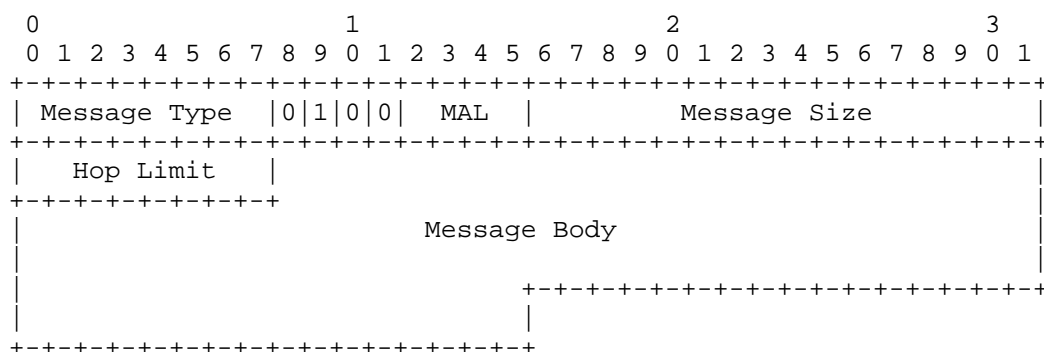 0                   1                   2                   3
 0 1 2 3 4 5 6 7 8 9 0 1 2 3 4 5 6 7 8 9 0 1 2 3 4 5 6 7 8 9 0 1
+-+-+-+-+-+-+-+-+-+-+-+-+-+-+-+-+-+-+-+-+-+-+-+-+-+-+-+-+-+-+-+-+
| Message Type  |0|1|0|0|  MAL  |         Message Size          |
+-+-+-+-+-+-+-+-+-+-+-+-+-+-+-+-+-+-+-+-+-+-+-+-+-+-+-+-+-+-+-+-+
|   Hop Limit   |                                               |
+-+-+-+-+-+-+-+-+                                               |
|                         Message Body                          |
|                                                               |
|                               +-+-+-+-+-+-+-+-+-+-+-+-+-+-+-+-+
|                               |
+-+-+-+-+-+-+-+-+-+-+-+-+-+-+-+-+